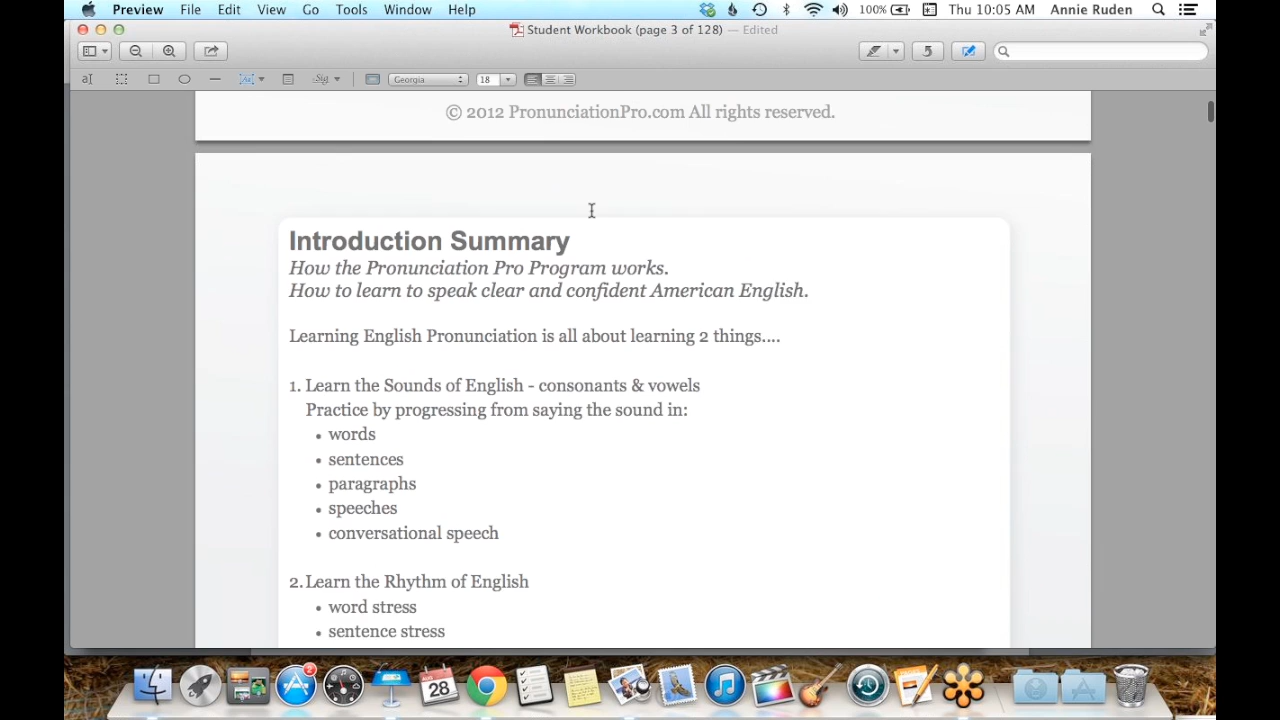 Preview File Edit View Go Tools Window Help 100% Thu 10:05 AM Annie Ruden
Student Workbook (page 3 of 128) — Edited
Georgia 18
© 2012 PronunciationPro.com All rights reserved.
Introduction Summary
How the Pronunciation Pro Program works.
How to learn to speak clear and confident American English.
Learning English Pronunciation is all about learning 2 things....
1. Learn the Sounds of English - consonants & vowels
Practice by progressing from saying the sound in:
• words
• sentences
• paragraphs
• speeches
• conversational speech
2. Learn the Rhythm of English
• word stress
• sentence stress
2
AUG
28